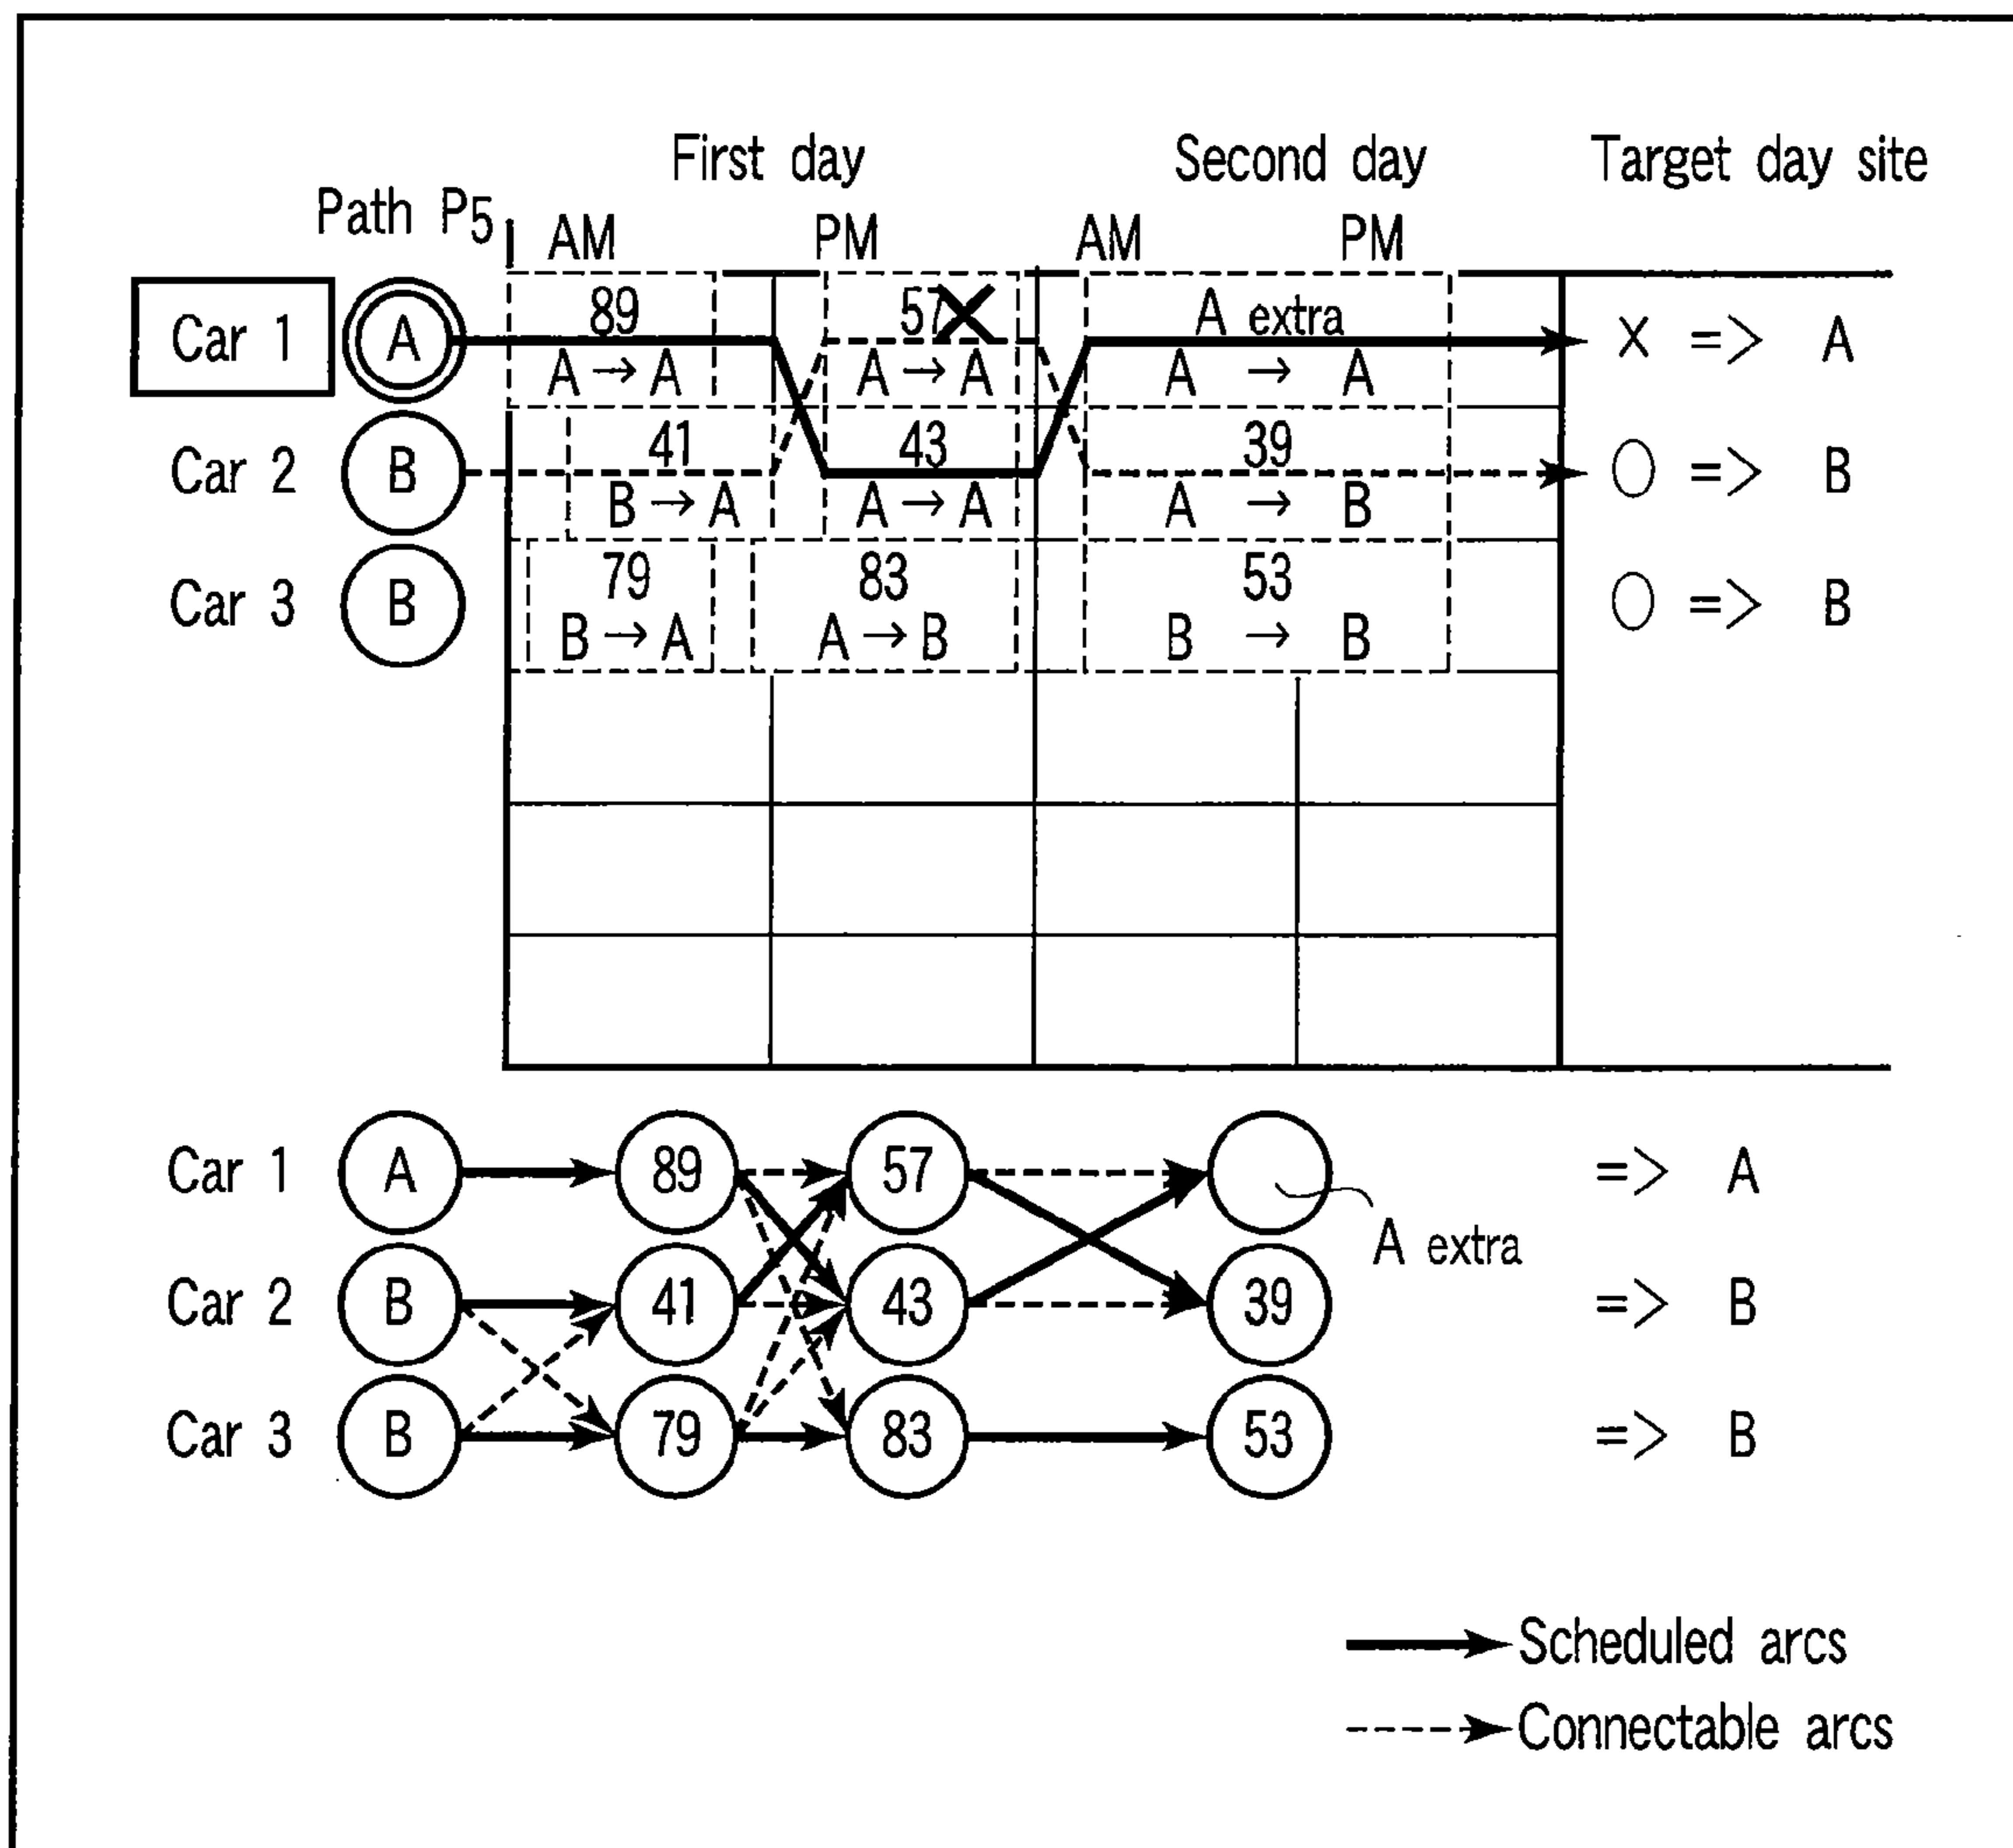 First day Second day Target day site
Path P5 AM PM AM PM
89 57 A extra
Car 1 A A → A A → A A → A X => A
41 43 39
Car 2 B B → A A → A A → B ○ => B
79 83 53
Car 3 B B → A A → B B → B ○ => B
Car 1 A 89 57 => A
A extra
Car 2 B 41 43 39 => B
Car 3 B 79 83 53 => B
Scheduled arcs
Connectable arcs